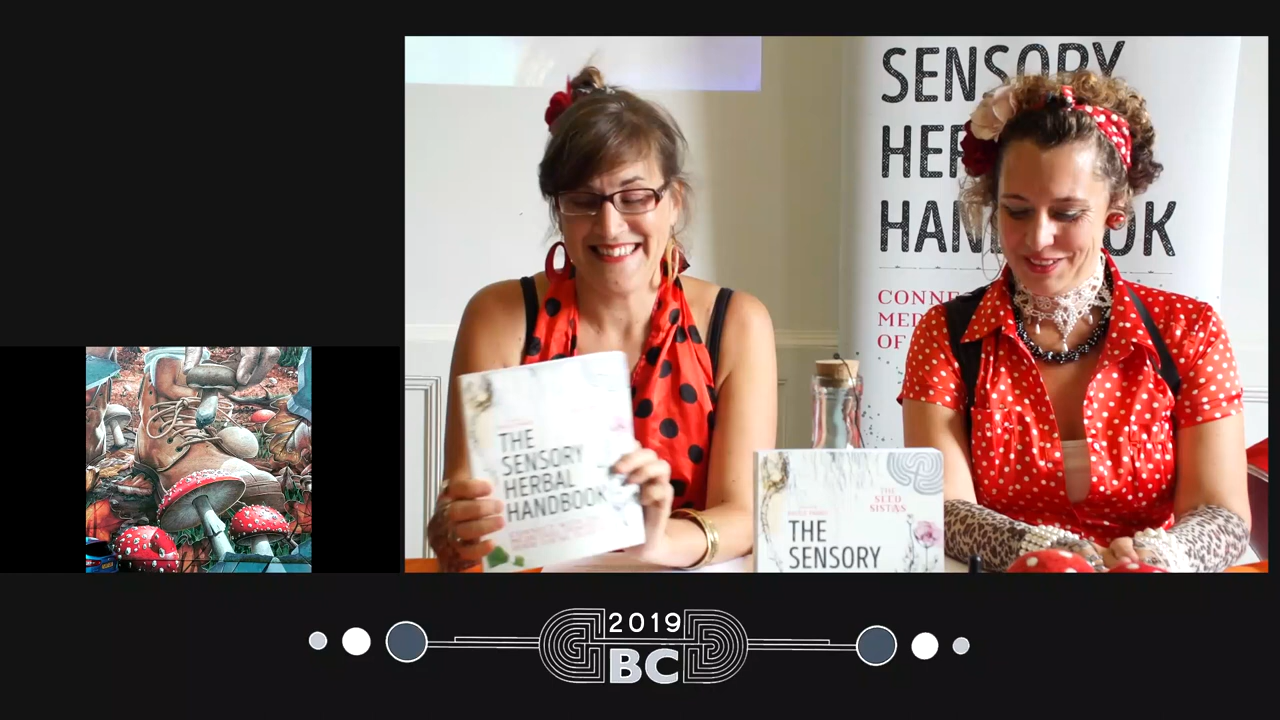 SENSORY
HER
HAN OK
CONNE
MED
OF
THE
SENSORY
HERBAL
HANDBOOK
THE
SEED
SISTAS
THE
SENSORY
2019
BC